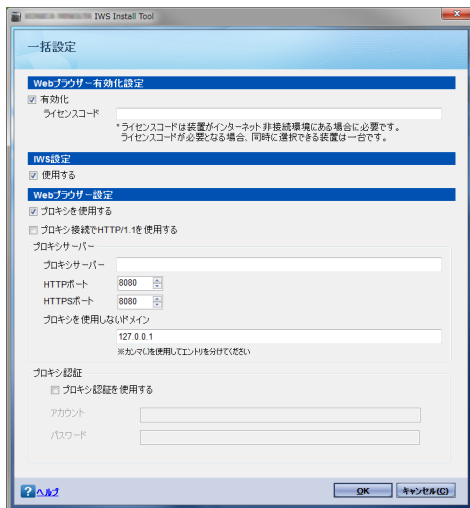 IWS Install Tool
一括設定
Webブラウザー有効化設定
有効化
ライセンスコード
*ライセンスコードは装置がインターネット非接続環境にある場合に必要です。
ライセンスコードが必要となる場合、同時に選択できる装置は一台です。
IWS設定
使用する
Webブラウザー設定
プロキシを使用する
プロキシ接続でHTTP/1.1を使用する
プロキシサーバー
プロキシサーバー
HTTPポート 8080
HTTPSポート 8080
プロキシを使用しないドメイン
127.0.0.1
※カンマ(,)を使用してエントリを分けてください
プロキシ認証
プロキシ認証を使用する
アカウント
パスワード
?ヘルプ OK キャンセル(C)